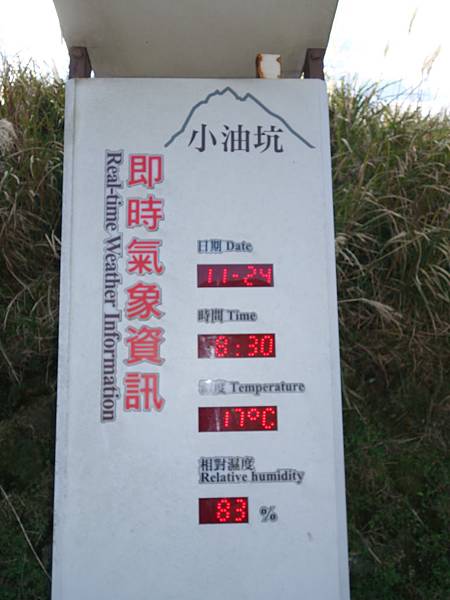 小油坑
即時氣象資訊
Real-time Weather Information
日期 Date
11-24
時間 Time
8:30
溫度 Temperature
17°C
相對濕度
Relative humidity
83 %